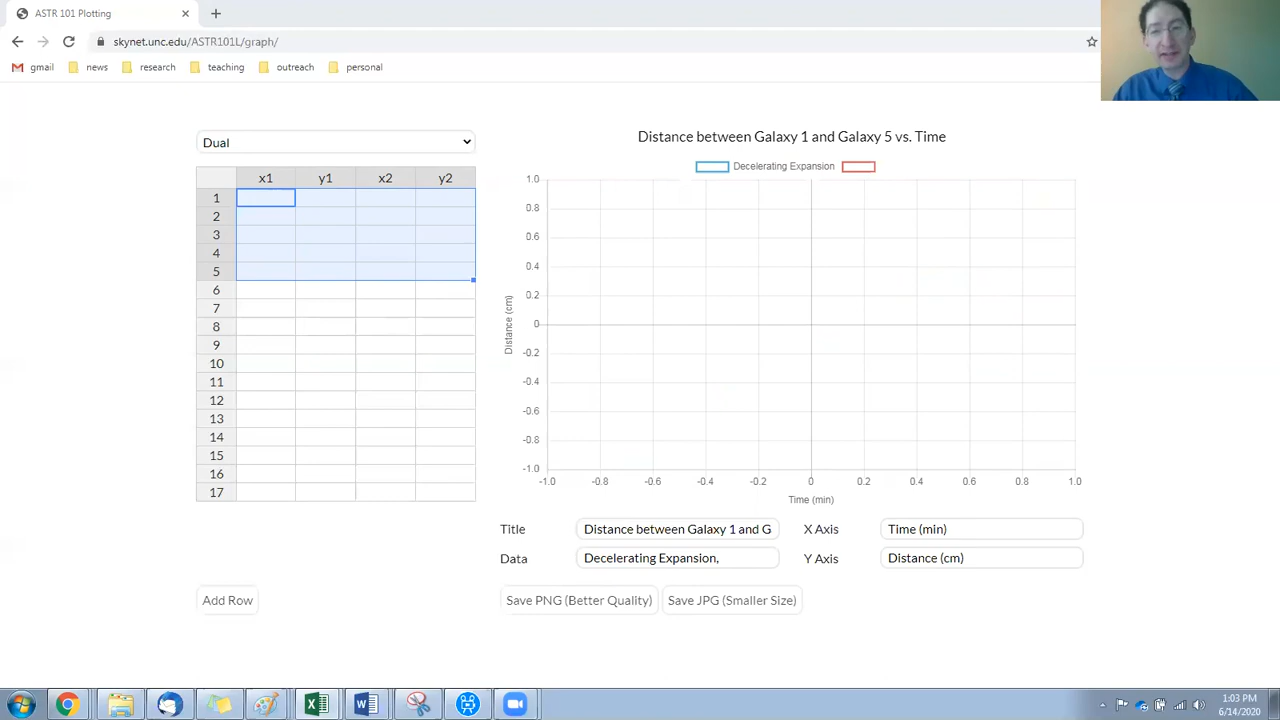 ASTR 101 Plotting
skynet.unc.edu/ASTR101L/graph/
gmail news research teaching outreach personal
Dual
x1 y1 x2 y2
1
2
3
4
5
6
7
8
9
10
11
12
13
14
15
16
17
Add Row
Distance between Galaxy 1 and Galaxy 5 vs. Time
Decelerating Expansion
1.0
0.8
0.6
0.4
0.2
0
-0.2
-0.4
-0.6
-0.8
-1.0
Distance (cm)
-1.0 -0.8 -0.6 -0.4 -0.2 0 0.2 0.4 0.6 0.8 1.0
Time (min)
Title Distance between Galaxy 1 and G X Axis Time (min)
Data Decelerating Expansion, Y Axis Distance (cm)
Save PNG (Better Quality) Save JPG (Smaller Size)
1:03 PM
6/14/2020